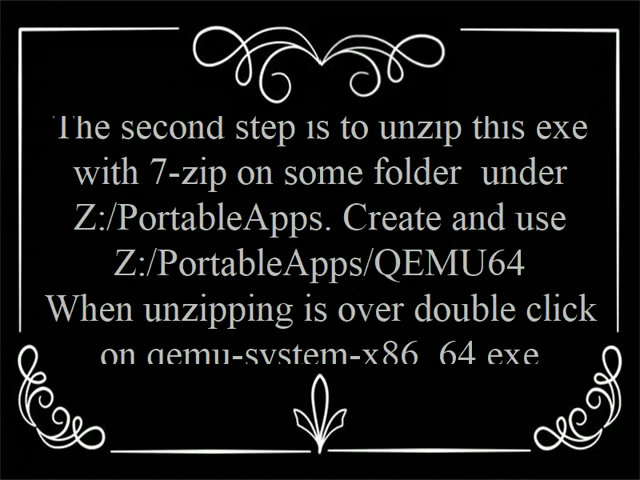 The second step is to unzip this exe
with 7-zip on some folder  under
Z:/PortableApps. Create and use
Z:/PortableApps/QEMU64
When unzipping is over double click
on qemu-system-x86_64 exe